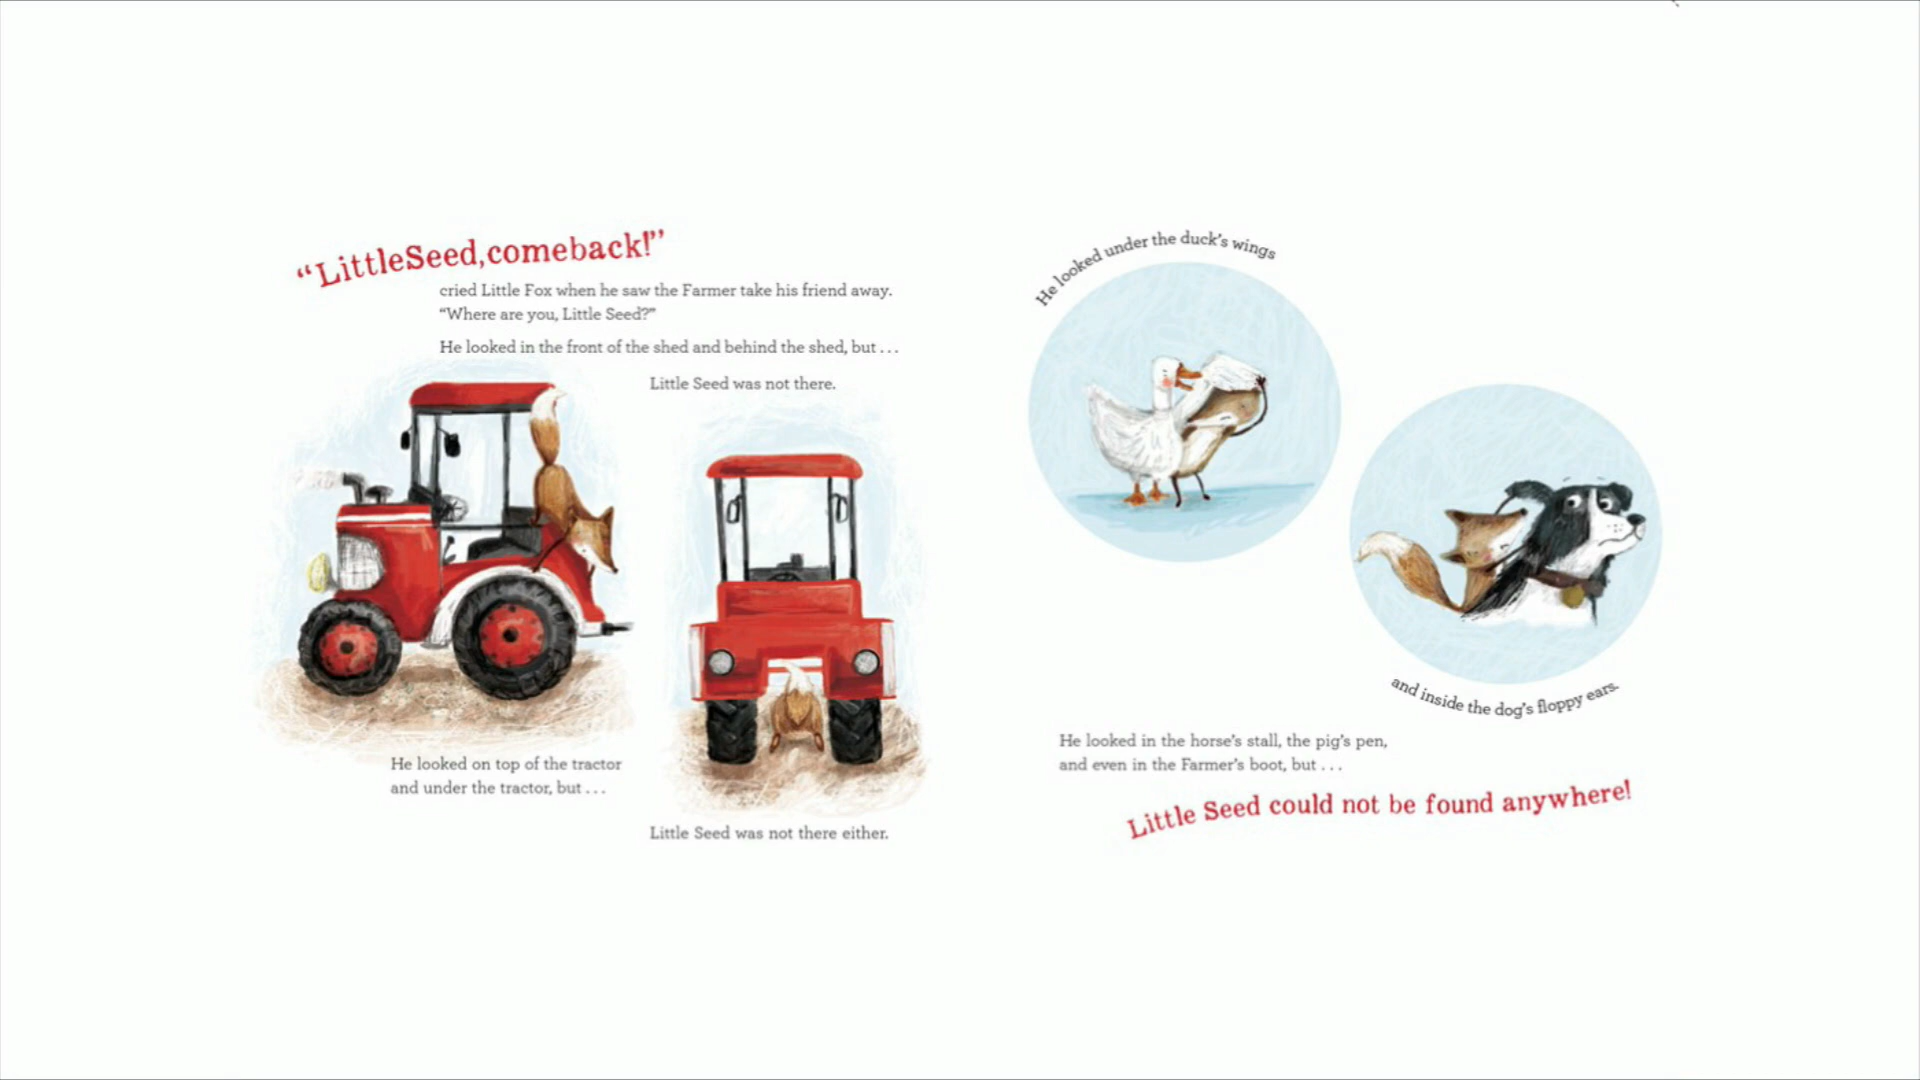 “LittleSeed,comeback!”
cried Little Fox when he saw the Farmer take his friend away.
“Where are you, Little Seed?”
He looked in the front of the shed and behind the shed, but . . .
Little Seed was not there.
He looked on top of the tractor
and under the tractor, but . . .
Little Seed was not there either.
He looked under the duck’s wings
and inside the dog’s floppy ears.
He looked in the horse’s stall, the pig’s pen,
and even in the Farmer’s boot, but . . .
Little Seed could not be found anywhere!